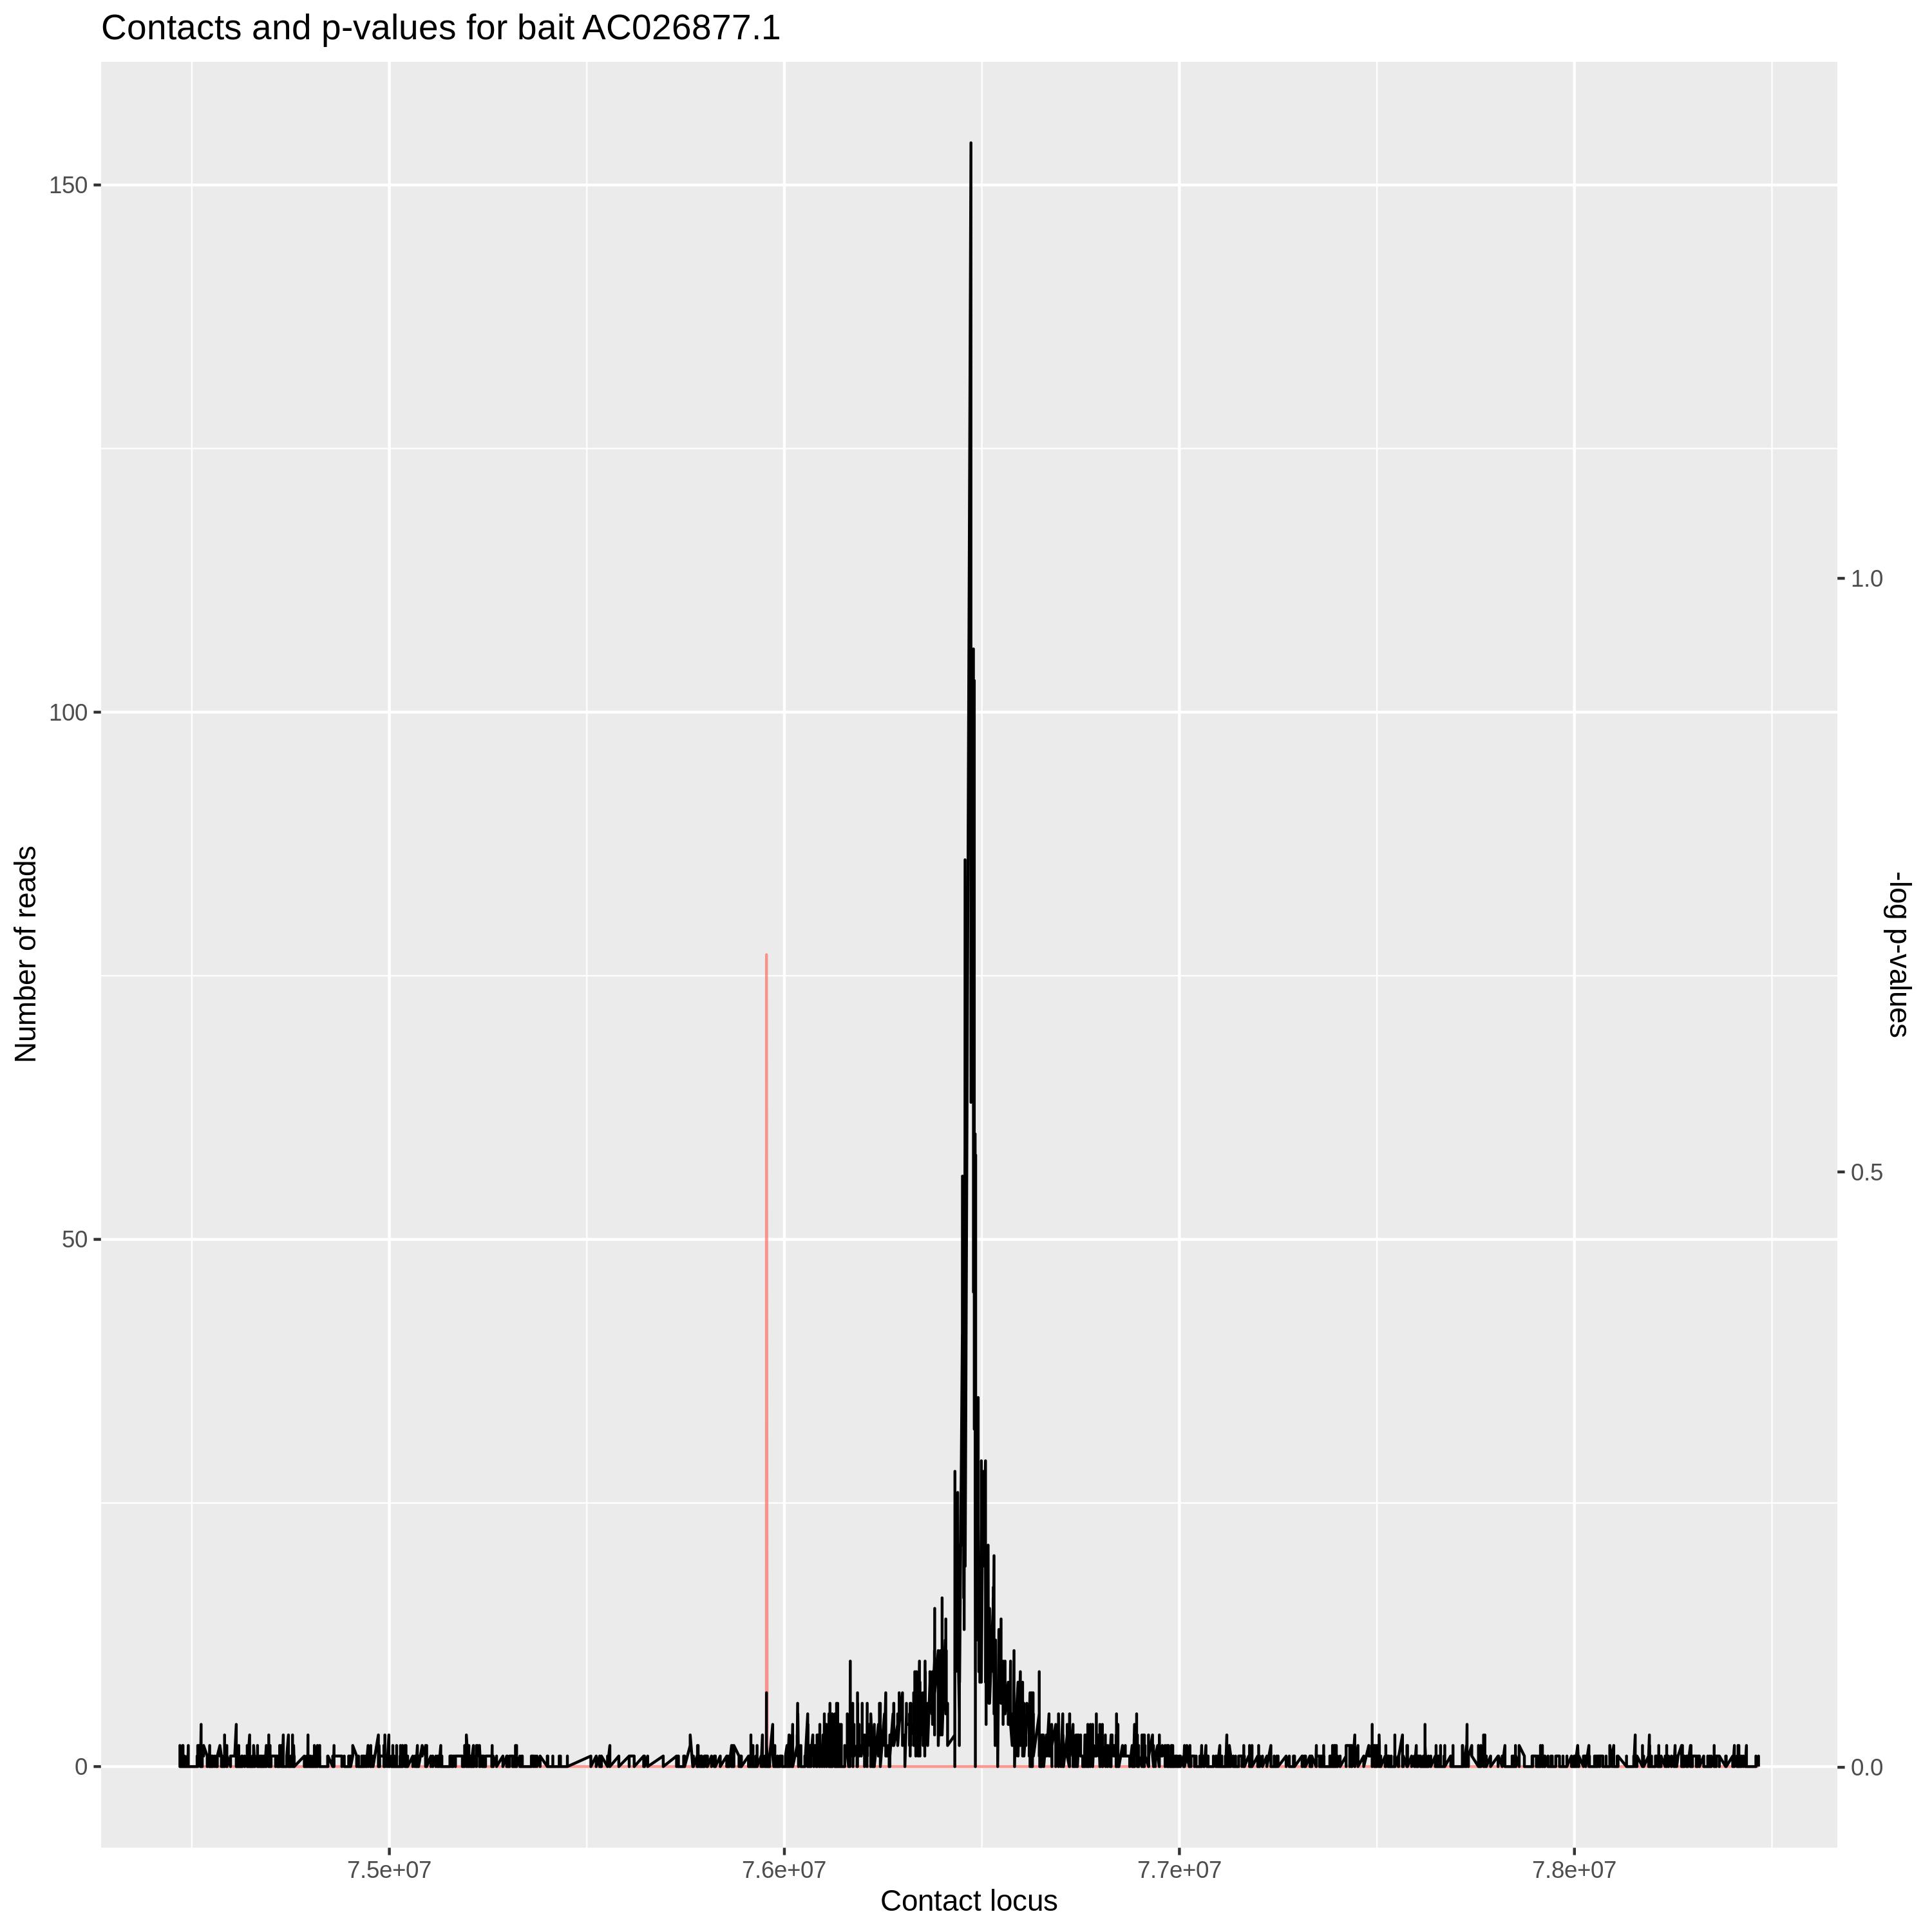 Contacts and p-values for bait AC026877.1
150
100
50
0
Number of reads
1.0
0.5
0.0
-log p-values
7.5e+07 7.6e+07 7.7e+07 7.8e+07
Contact locus